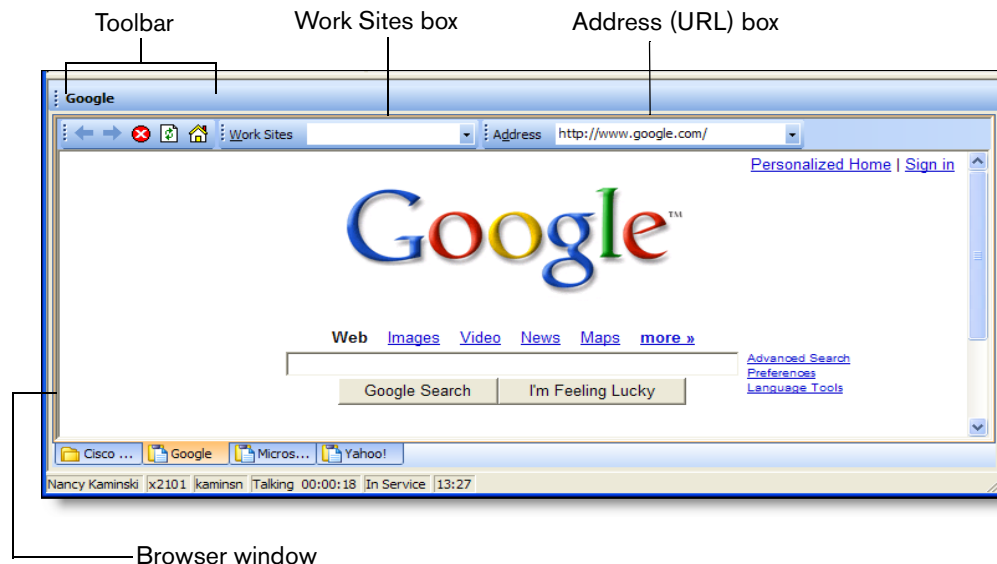 Toolbar
Work Sites box
Address (URL) box
Google
Work Sites
Address http://www.google.com/
Personalized Home | Sign in
Google™
Web Images Video News Maps more »
Advanced Search
Preferences
Language Tools
Google Search I'm Feeling Lucky
Cisco ... Google Micros... Yahoo!
Nancy Kaminski x2101 kaminsn Talking 00:00:18 In Service 13:27
Browser window